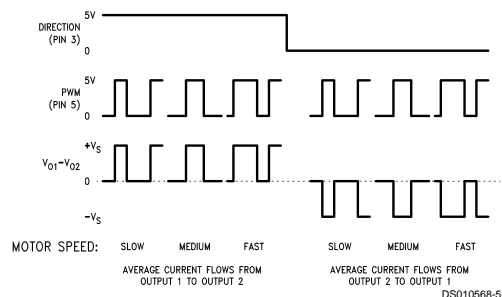 DIRECTION
(PIN 3)
5V
0
PWM
(PIN 5)
5V
0
VO1–VO2
+VS
0
–VS
MOTOR SPEED: SLOW MEDIUM FAST SLOW MEDIUM FAST
AVERAGE CURRENT FLOWS FROM
OUTPUT 1 TO OUTPUT 2
AVERAGE CURRENT FLOWS FROM
OUTPUT 2 TO OUTPUT 1
DS010568-5